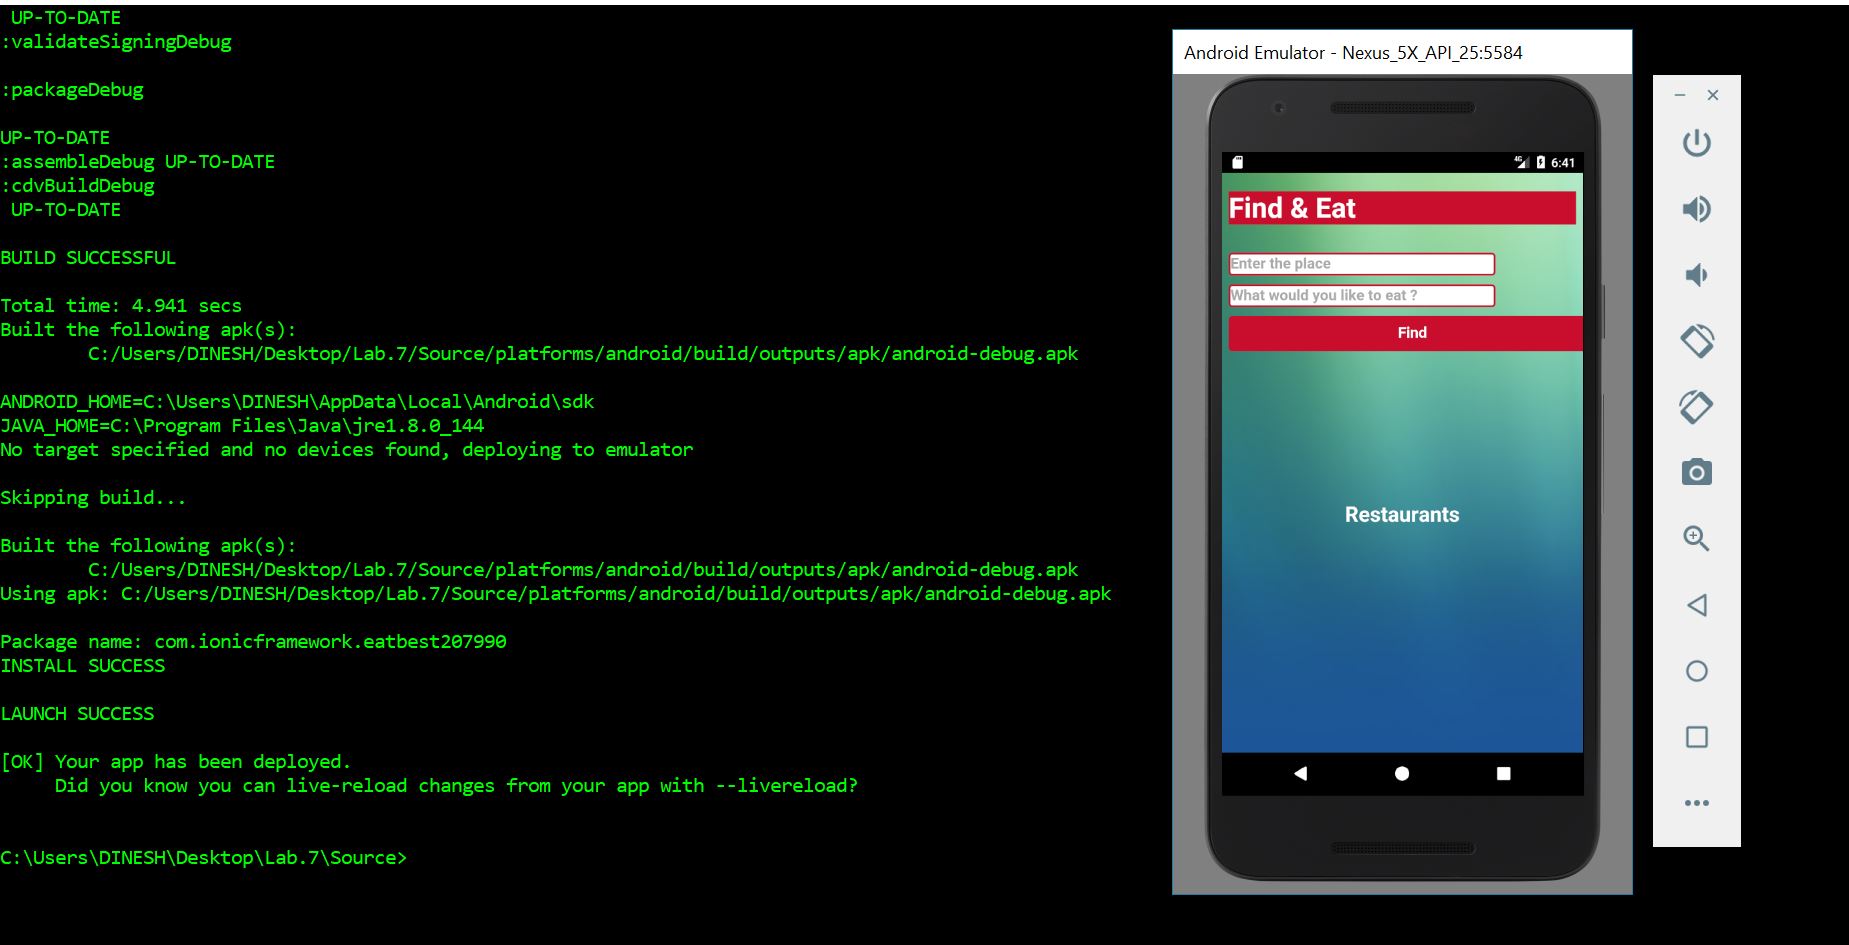 UP-TO-DATE
:validateSigningDebug
:packageDebug
UP-TO-DATE
:assembleDebug UP-TO-DATE
:cdvBuildDebug
UP-TO-DATE
BUILD SUCCESSFUL
Total time: 4.941 secs
Built the following apk(s):
C:/Users/DINESH/Desktop/Lab.7/Source/platforms/android/build/outputs/apk/android-debug.apk
ANDROID_HOME=C:\Users\DINESH\AppData\Local\Android\sdk
JAVA_HOME=C:\Program Files\Java\jre1.8.0_144
No target specified and no devices found, deploying to emulator
Skipping build...
Built the following apk(s):
C:/Users/DINESH/Desktop/Lab.7/Source/platforms/android/build/outputs/apk/android-debug.apk
Using apk: C:/Users/DINESH/Desktop/Lab.7/Source/platforms/android/build/outputs/apk/android-debug.apk
Package name: com.ionicframework.eatbest207990
INSTALL SUCCESS
LAUNCH SUCCESS
[OK] Your app has been deployed.
Did you know you can live-reload changes from your app with --livereload?
C:\Users\DINESH\Desktop\Lab.7\Source>
Android Emulator - Nexus_5X_API_25:5584
4G 6:41
Find & Eat
Enter the place
What would you like to eat ?
Find
Restaurants